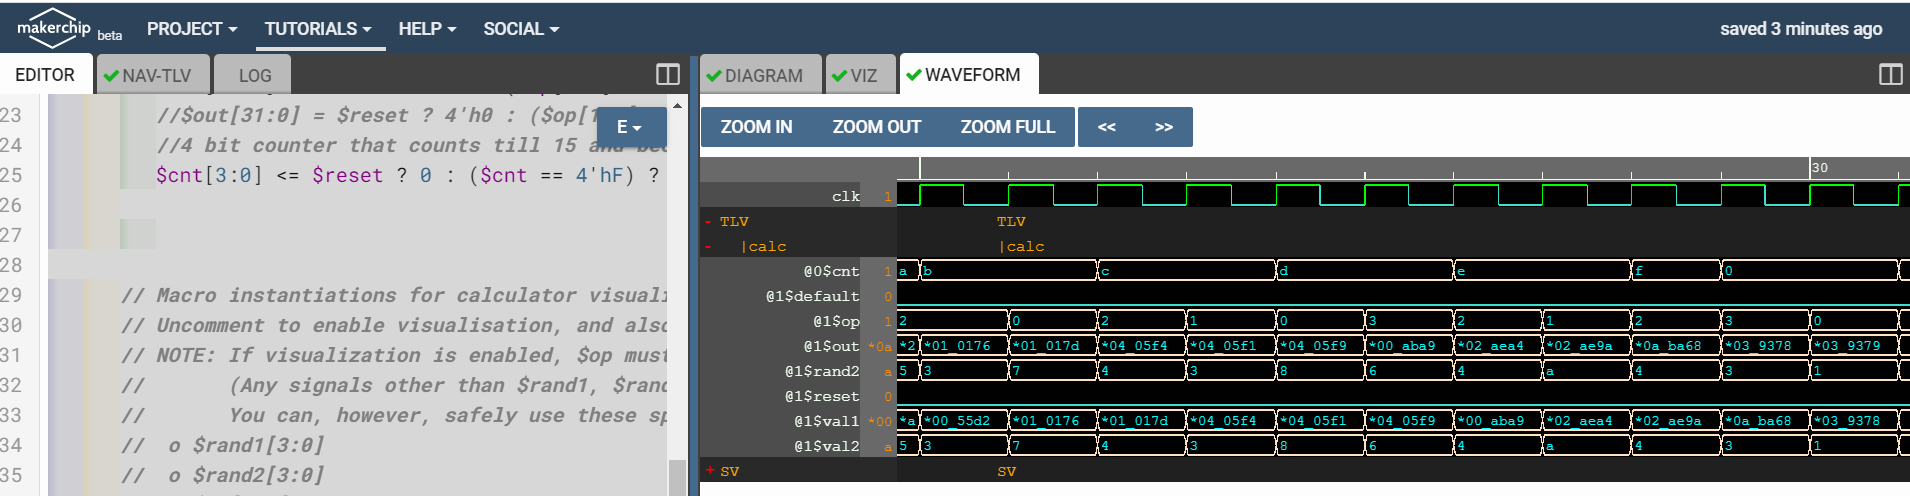 makerchip beta PROJECT TUTORIALS HELP SOCIAL saved 3 minutes ago
EDITOR NAV-TLV LOG
DIAGRAM VIZ WAVEFORM
23 //$out[31:0] = $reset ? 4'h0 : ($op[1
24 //4 bit counter that counts till 15 and
25 $cnt[3:0] <= $reset ? 0 : ($cnt == 4'hF) ?
26
27
28
29 // Macro instantiations for calculator visuali
30 // Uncomment to enable visualisation, and also
31 // NOTE: If visualization is enabled, $op must
32 // (Any signals other than $rand1, $rand
33 // You can, however, safely use these sp
34 // o $rand1[3:0]
35 // o $rand2[3:0]
E
ZOOM IN ZOOM OUT ZOOM FULL << >>
30
clk 1
- TLV TLV
- |calc |calc
@0$cnt 1 a b c d e f 0
@1$default 0
@1$op 1 2 0 2 1 0 3 2 1 2 3 0
@1$out *0a *2 *01_0176 *01_017d *04_05f4 *04_05f1 *04_05f9 *00_aba9 *02_aea4 *02_ae9a *0a_ba68 *03_9378 *03_9379
@1$rand2 a 5 3 7 4 3 8 6 4 a 4 3 1
@1$reset 0
@1$val1 *00 *a *00_55d2 *01_0176 *01_017d *04_05f4 *04_05f1 *04_05f9 *00_aba9 *02_aea4 *02_ae9a *0a_ba68 *03_9378
@1$val2 a 5 3 7 4 3 8 6 4 a 4 3 1
+ SV SV